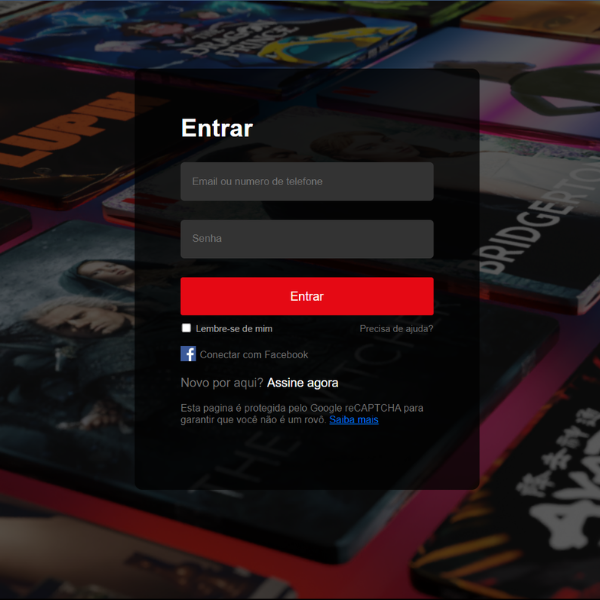 THE
DRAGON
PRINCE
LUPIN
Entrar
Email ou numero de telefone
BRIDGERTO
Senha
Entrar
Lembre-se de mim
Precisa de ajuda?
Conectar com Facebook
Novo por aqui? Assine agora
Esta pagina é protegida pelo Google reCAPTCHA para
garantir que você não é um rovô. Saiba mais
THE WITCHER